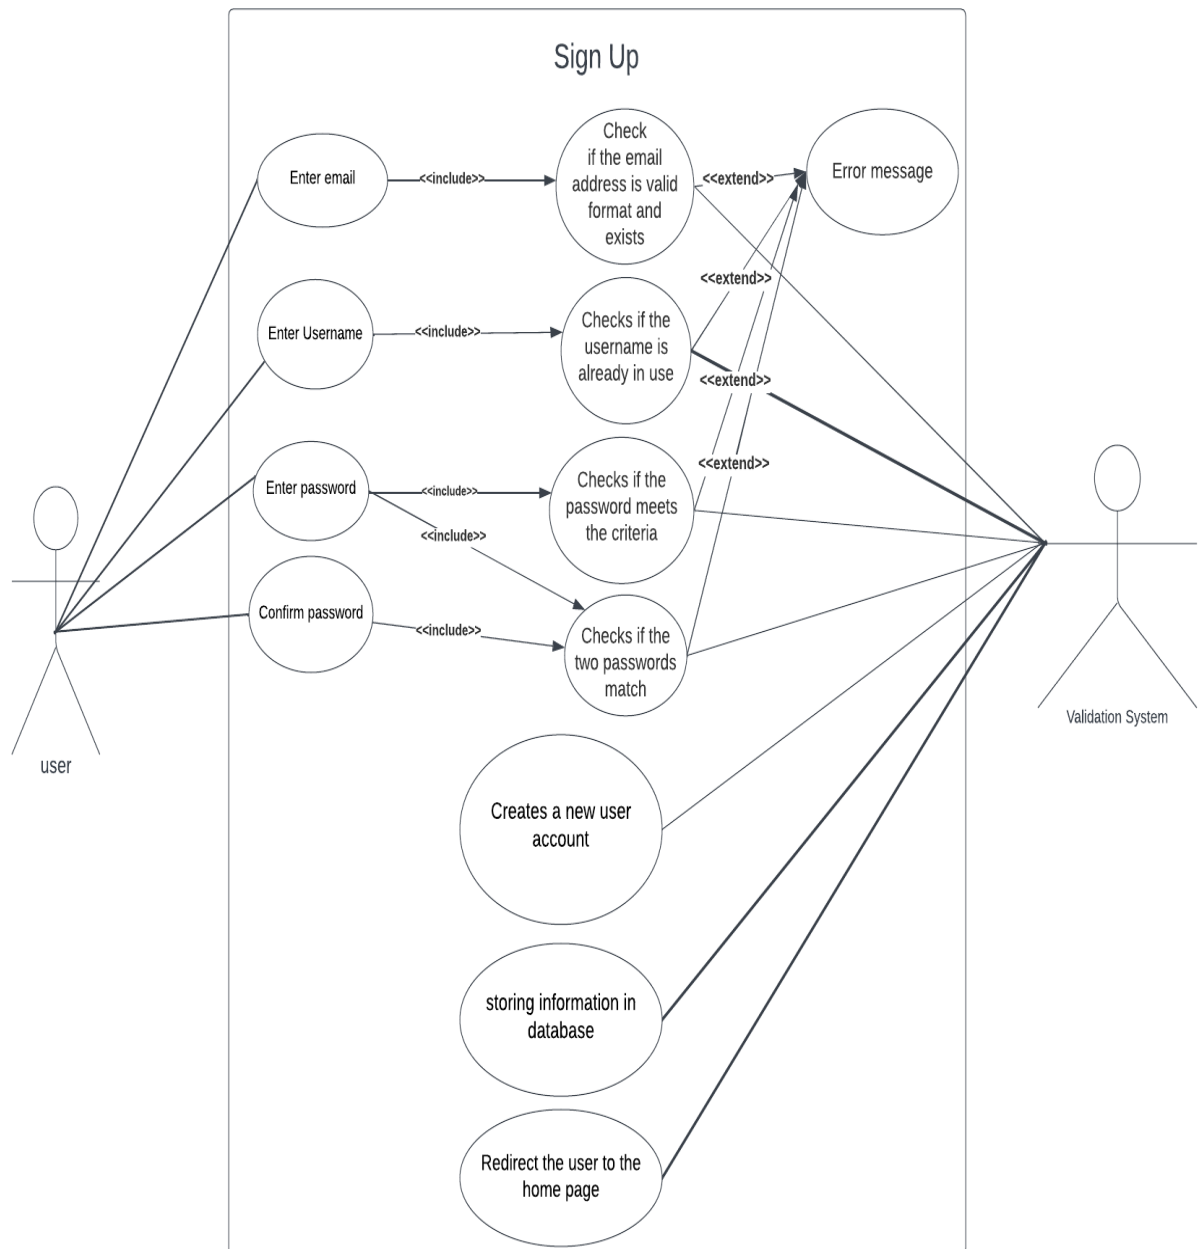 Sign Up
Enter email
<<include>>
Check
if the email
address is valid
format and
exists
<<extend>>
Error message
<<extend>>
Enter Username
<<include>>
Checks if the
username is
already in use
<<extend>>
<<extend>>
Enter password
<<include>>
<<include>>
Checks if the
password meets
the criteria
Confirm password
<<include>>
Checks if the
two passwords
match
user
Validation System
Creates a new user
account
storing information in
database
Redirect the user to the
home page